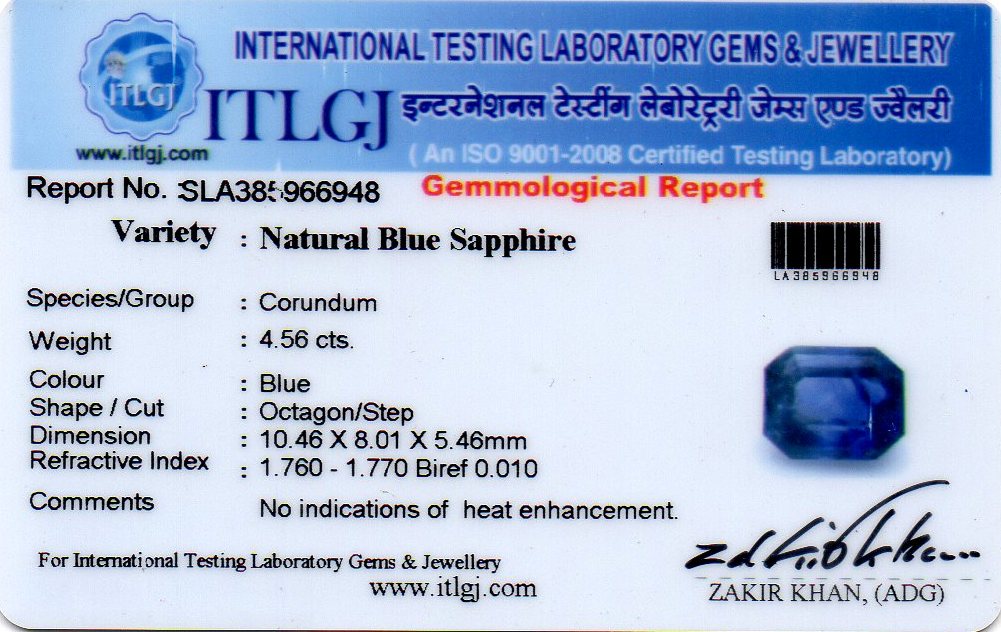 INTERNATIONAL TESTING LABORATORY GEMS & JEWELLERY
ITLGJ
ITLGJ इन्टरनेशनल टेस्टींग लेबोरेट्ररी जेम्स एण्ड ज्वैलरी
www.itlgj.com
( An ISO 9001-2008 Certified Testing Laboratory)
Report No. :SLA385966948
Gemmological Report
Variety : Natural Blue Sapphire
LA385966948
Species/Group : Corundum
Weight : 4.56 cts.
Colour : Blue
Shape / Cut : Octagon/Step
Dimension : 10.46 X 8.01 X 5.46mm
Refractive Index : 1.760 - 1.770 Biref 0.010
Comments No indications of heat enhancement.
For International Testing Laboratory Gems & Jewellery
www.itlgj.com
ZAKIR KHAN, (ADG)